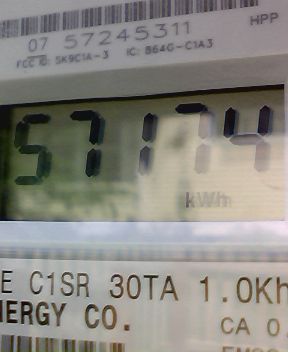 HPP
07 57245311
FCC ID: SK9C1A-3 IC: 864G-C1A3
57174
kWh
E C1SR 30TA 1.0Kh
NERGY CO.
CA 0.